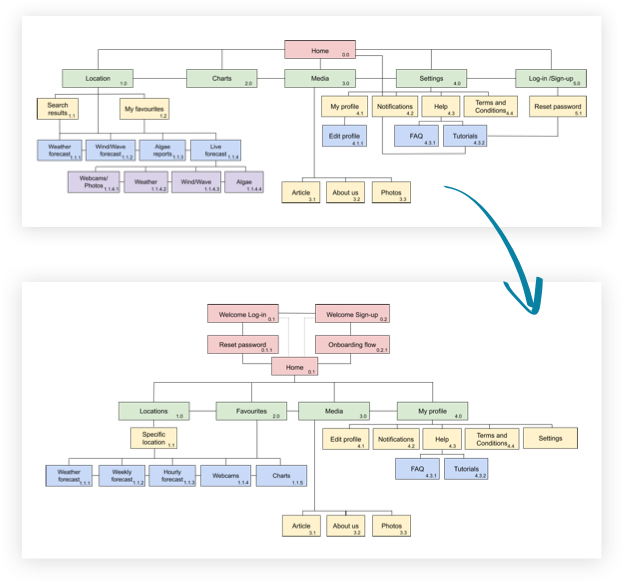 Home
0.0
Location
1.0
Charts
2.0
Media
3.0
Settings
4.0
Log-in /Sign-up
5.0
Search
results
1.1
My favourites
1.2
My profile
4.1
Notifications
4.2
Help
4.3
Terms and
Conditions
4.4
Reset password
5.1
Weather
forecast
1.1.1
Wind/Wave
forecast
1.1.2
Algae
reports
1.1.3
Live
forecast
1.1.4
Edit profile
4.1.1
FAQ
4.3.1
Tutorials
4.3.2
Webcams/
Photos
1.1.4.1
Weather
1.1.4.2
Wind/Wave
1.1.4.3
Algae
1.1.4.4
Article
3.1
About us
3.2
Photos
3.3
Welcome Log-in
0.1
Welcome Sign-up
0.2
Reset password
0.1.1
Onboarding flow
0.2.1
Home
0.1
Locations
1.0
Favourites
2.0
Media
3.0
My profile
4.0
Specific
location
1.1
Edit profile
4.1
Notifications
4.2
Help
4.3
Terms and
Conditions
4.4
Settings
Weather
forecast
1.1.1
Weekly
forecast
1.1.2
Hourly
forecast
1.1.3
Webcams
1.1.4
Charts
1.1.5
FAQ
4.3.1
Tutorials
4.3.2
Article
3.1
About us
3.2
Photos
3.3